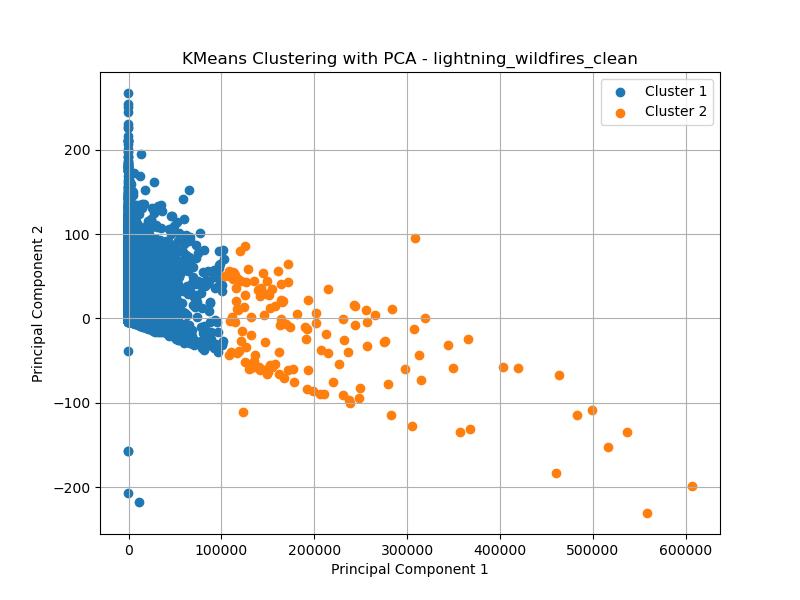 KMeans Clustering with PCA - lightning_wildfires_clean
Cluster 1
Cluster 2
200
100
0
−100
−200
Principal Component 2
0
100000
200000
300000
400000
500000
600000
Principal Component 1